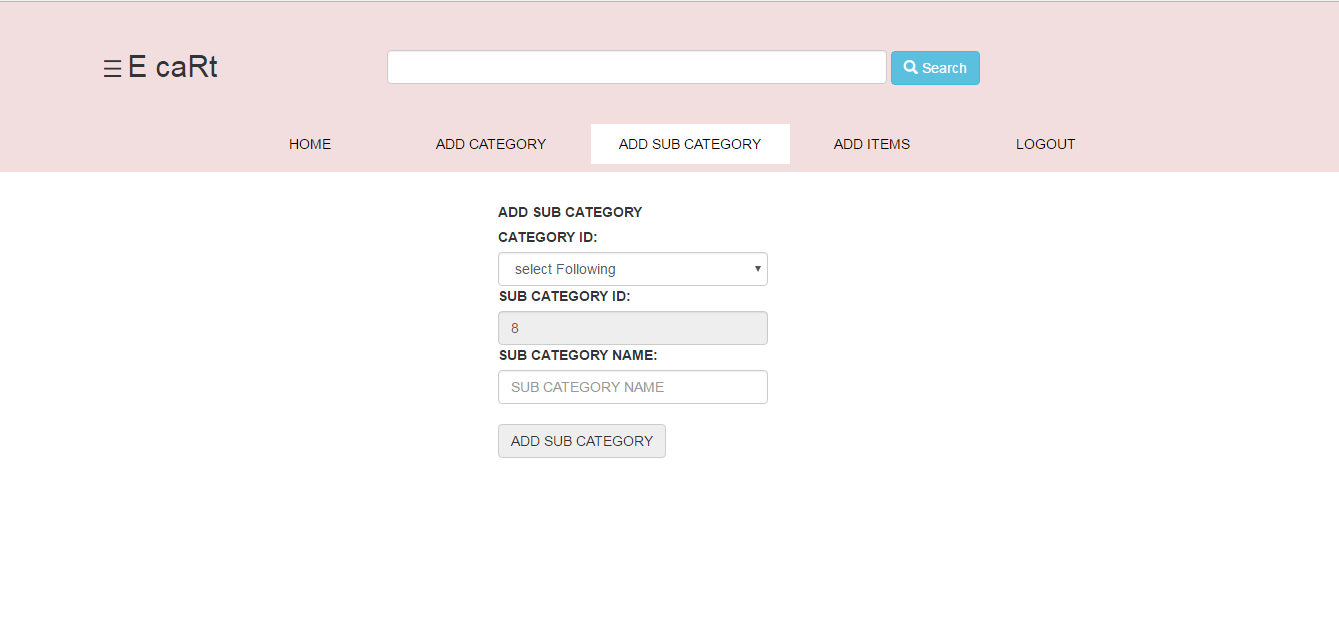 ☰ E caRt
Search
HOME ADD CATEGORY ADD SUB CATEGORY ADD ITEMS LOGOUT
ADD SUB CATEGORY
CATEGORY ID:
select Following
SUB CATEGORY ID:
8
SUB CATEGORY NAME:
SUB CATEGORY NAME
ADD SUB CATEGORY